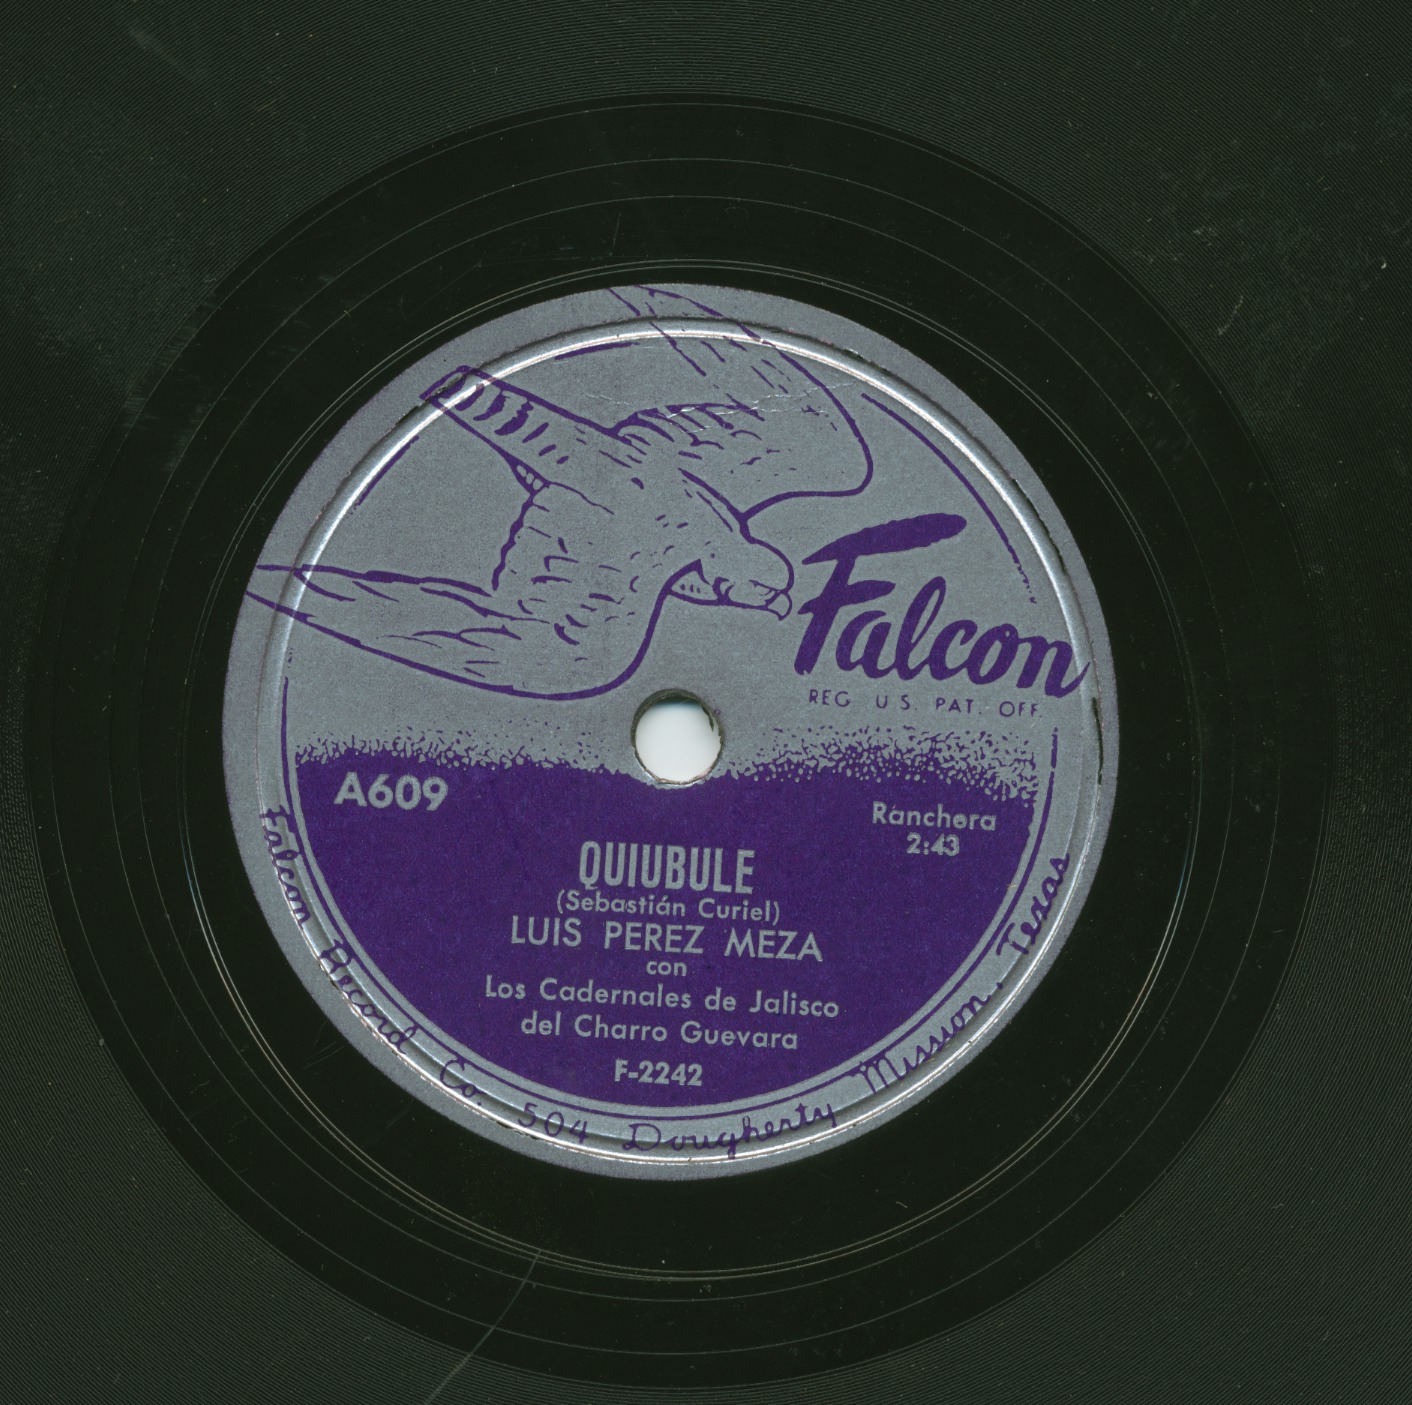 Falcon
REG. U.S. PAT. OFF.
A609
Ranchera
2:43
QUIUBULE
(Sebastián Curiel)
LUIS PEREZ MEZA
con
Los Cadernales de Jalisco
del Charro Guevara
F-2242
Falcon Record Co. 504 Dougherty Mission, Texas